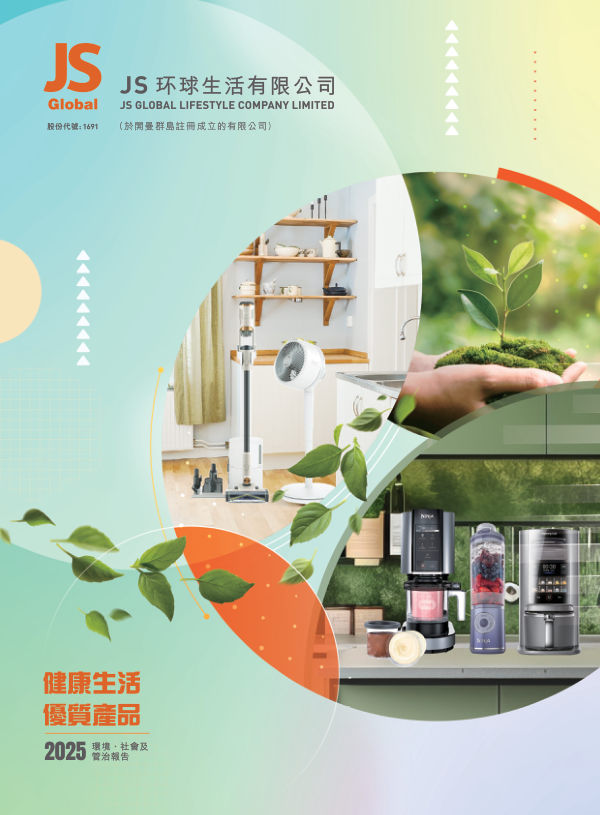 JS
Global
股份代號: 1691
JS 环球生活有限公司
JS GLOBAL LIFESTYLE COMPANY LIMITED
（於開曼群島註冊成立的有限公司）
NINJA
NINJA
健康生活
優質產品
2025
環境、社會及
管治報告